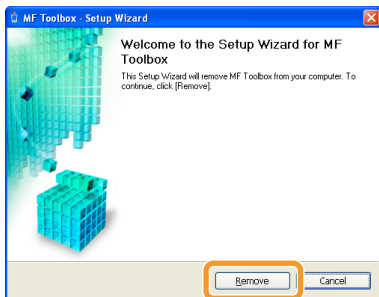 MF Toolbox - Setup Wizard
Welcome to the Setup Wizard for MF
Toolbox
This Setup Wizard will remove MF Toolbox from your computer. To
continue, click [Remove].
Remove
Cancel